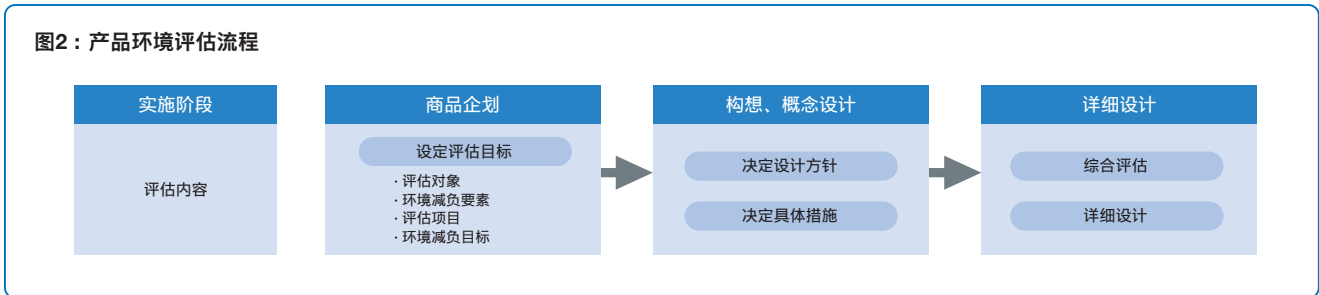 图2：产品环境评估流程
实施阶段
评估内容
商品企划
设定评估目标
· 评估对象
· 环境减负要素
· 评估项目
· 环境减负目标
构想、概念设计
决定设计方针
决定具体措施
详细设计
综合评估
详细设计